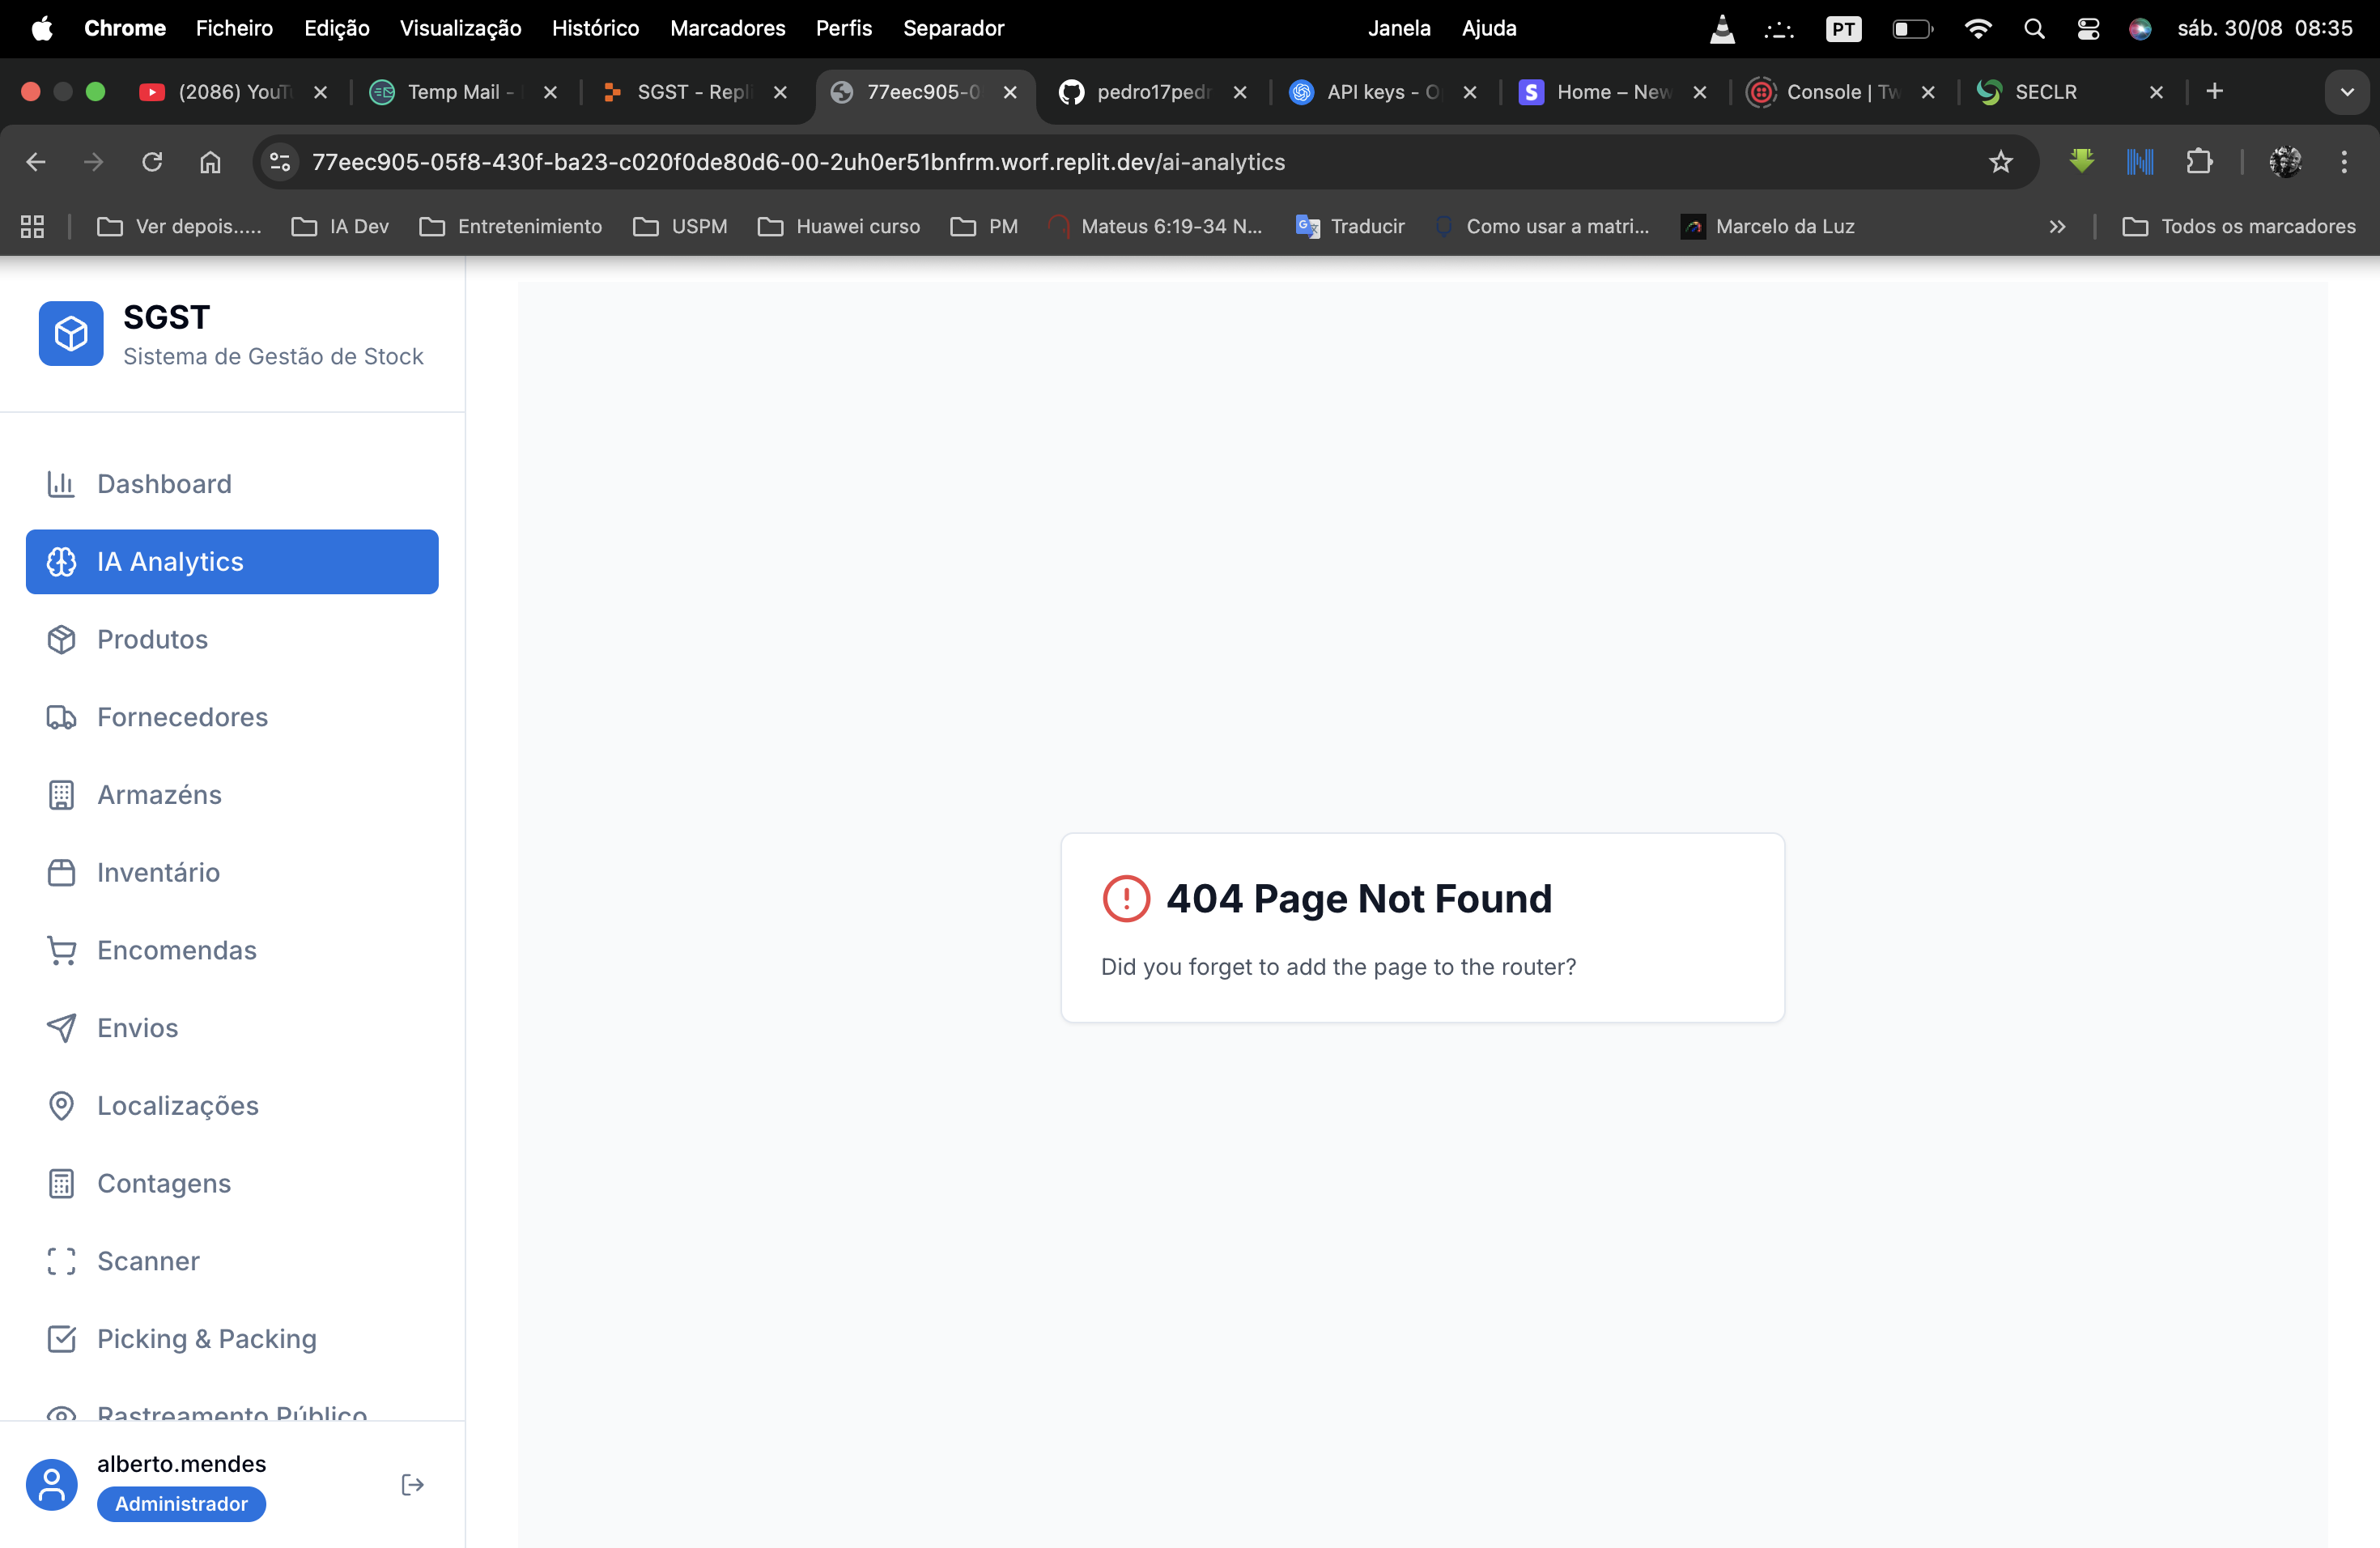 Chrome Ficheiro Edição Visualização Histórico Marcadores Perfis Separador Janela Ajuda PT sáb. 30/08 08:35
(2086) YouT Temp Mail - SGST - Repli 77eec905-0 pedro17pedr API keys - O Home – New Console | Tw SECLR
77eec905-05f8-430f-ba23-c020f0de80d6-00-2uh0er51bnfrm.worf.replit.dev/ai-analytics
Ver depois..... IA Dev Entretenimiento USPM Huawei curso PM Mateus 6:19-34 N... Traducir Como usar a matri... Marcelo da Luz Todos os marcadores
SGST
Sistema de Gestão de Stock
Dashboard
IA Analytics
Produtos
Fornecedores
Armazéns
Inventário
Encomendas
Envios
Localizações
Contagens
Scanner
Picking & Packing
Rastreamento Público
alberto.mendes
Administrador
404 Page Not Found
Did you forget to add the page to the router?